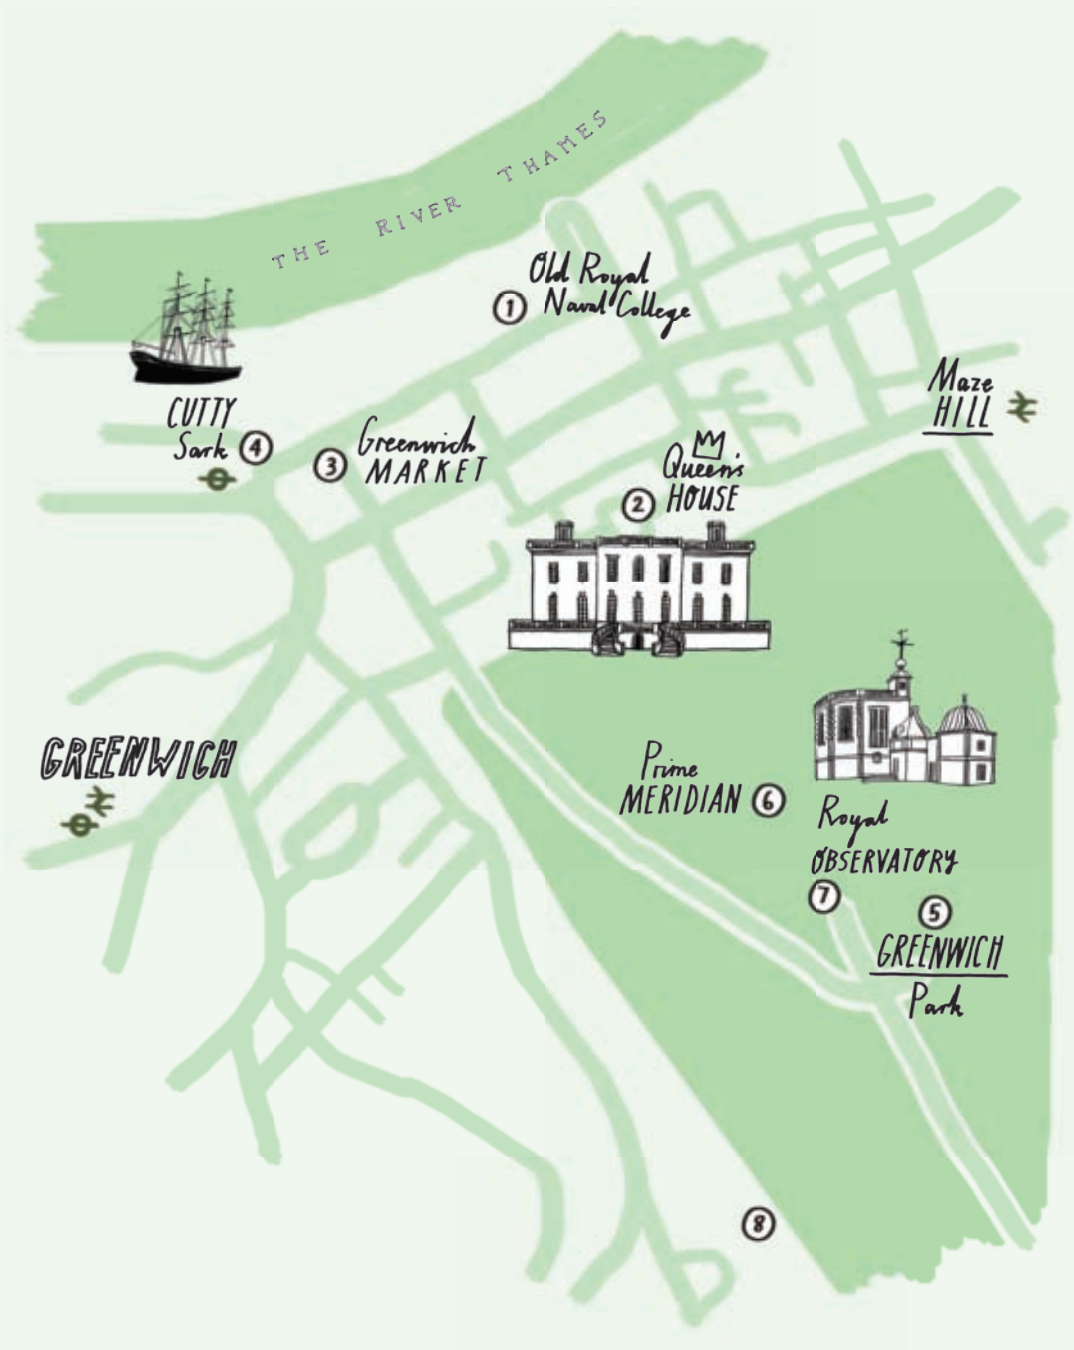 THE RIVER THAMES
Old Royal
① Naval College
Maze
HILL
CUTTY
Sark ④
③ Greenwich
MARKET
Queen's
② HOUSE
GREENWICH
Prime
MERIDIAN ⑥
Royal
OBSERVATORY
⑦
⑤
GREENWICH
Park
⑧